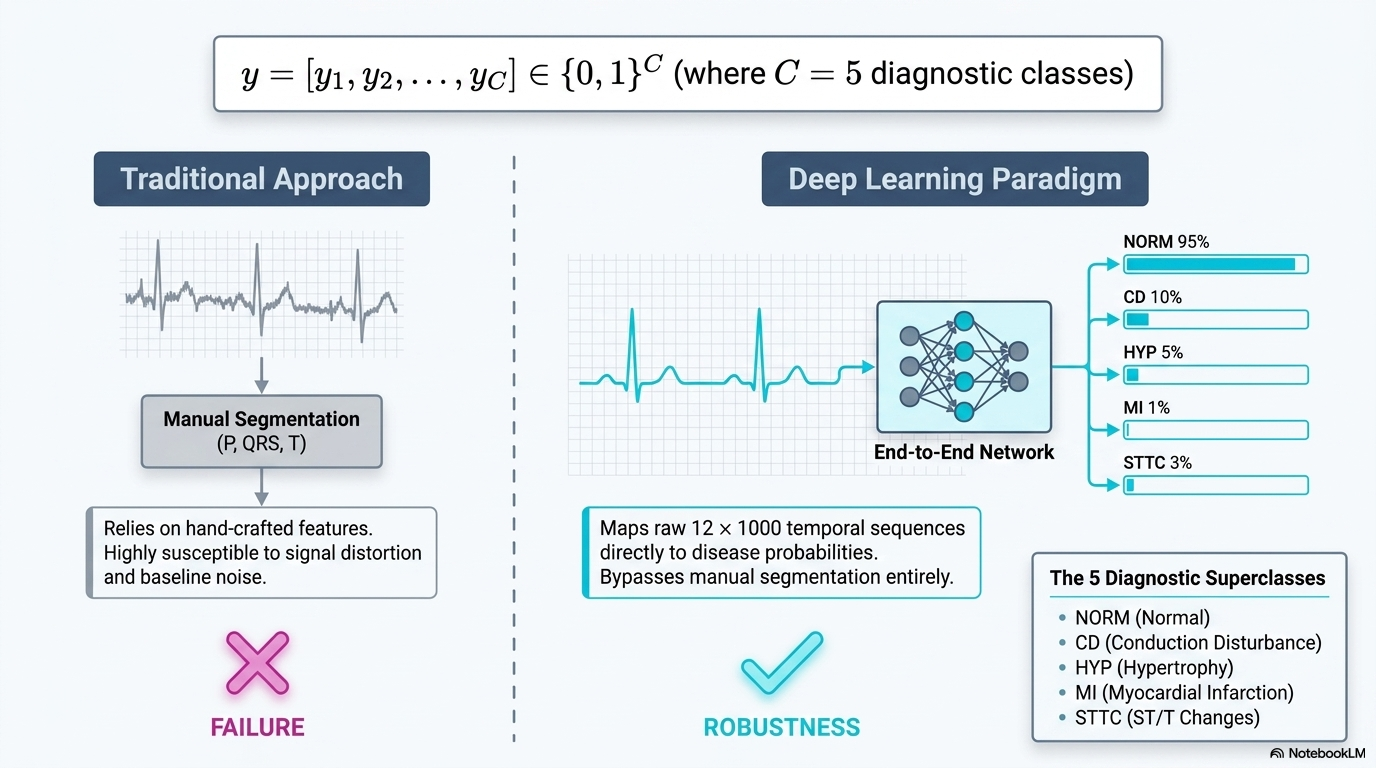 y = [y₁, y₂, . . . , y_C] ∈ {0, 1}^C (where C = 5 diagnostic classes)
Traditional Approach
Manual Segmentation
(P, QRS, T)
Relies on hand-crafted features.
Highly susceptible to signal distortion
and baseline noise.
FAILURE
Deep Learning Paradigm
End-to-End Network
NORM 95%
CD 10%
HYP 5%
MI 1%
STTC 3%
Maps raw 12 × 1000 temporal sequences
directly to disease probabilities.
Bypasses manual segmentation entirely.
ROBUSTNESS
The 5 Diagnostic Superclasses
• NORM (Normal)
• CD (Conduction Disturbance)
• HYP (Hypertrophy)
• MI (Myocardial Infarction)
• STTC (ST/T Changes)
NotebookLM